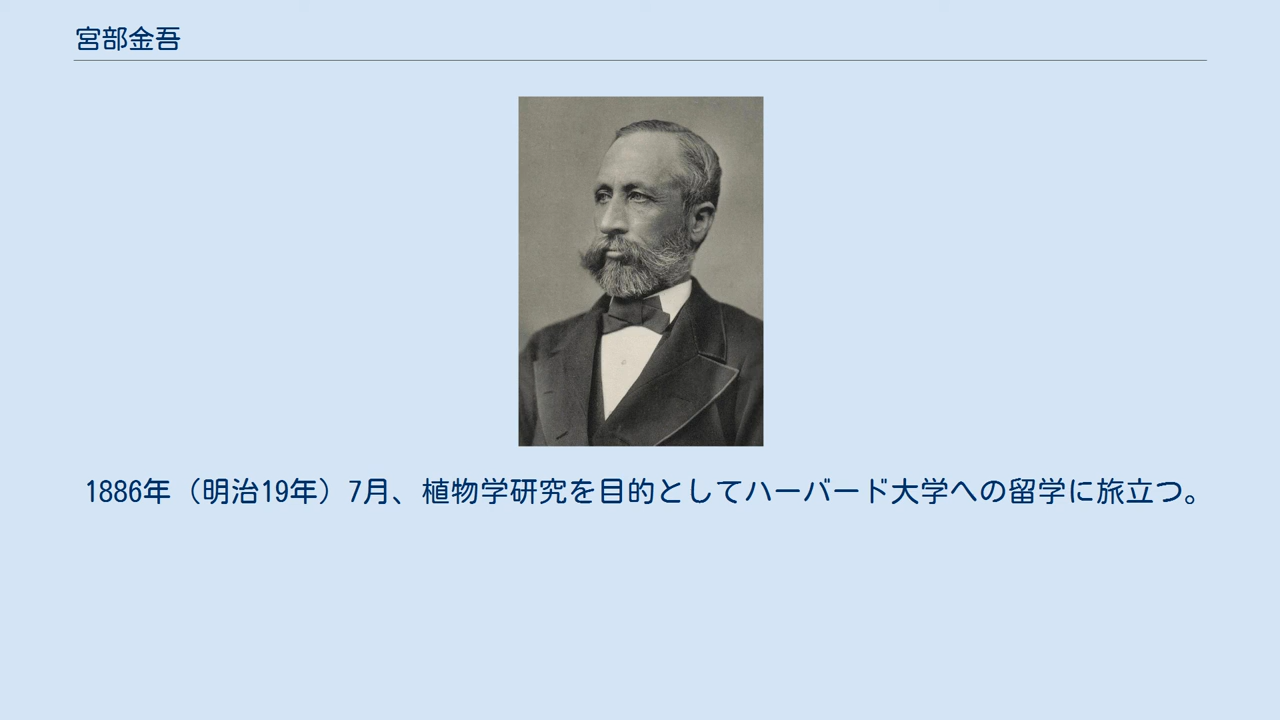 宮部金吾
1886年（明治19年）7月、植物学研究を目的としてハーバード大学への留学に旅立つ。